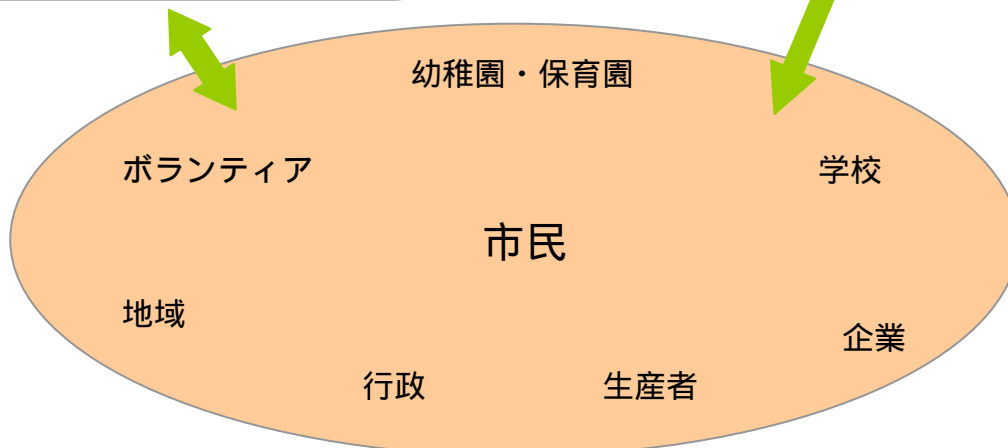 幼稚園・保育園
ボランティア
学校
市民
地域
企業
行政
生産者